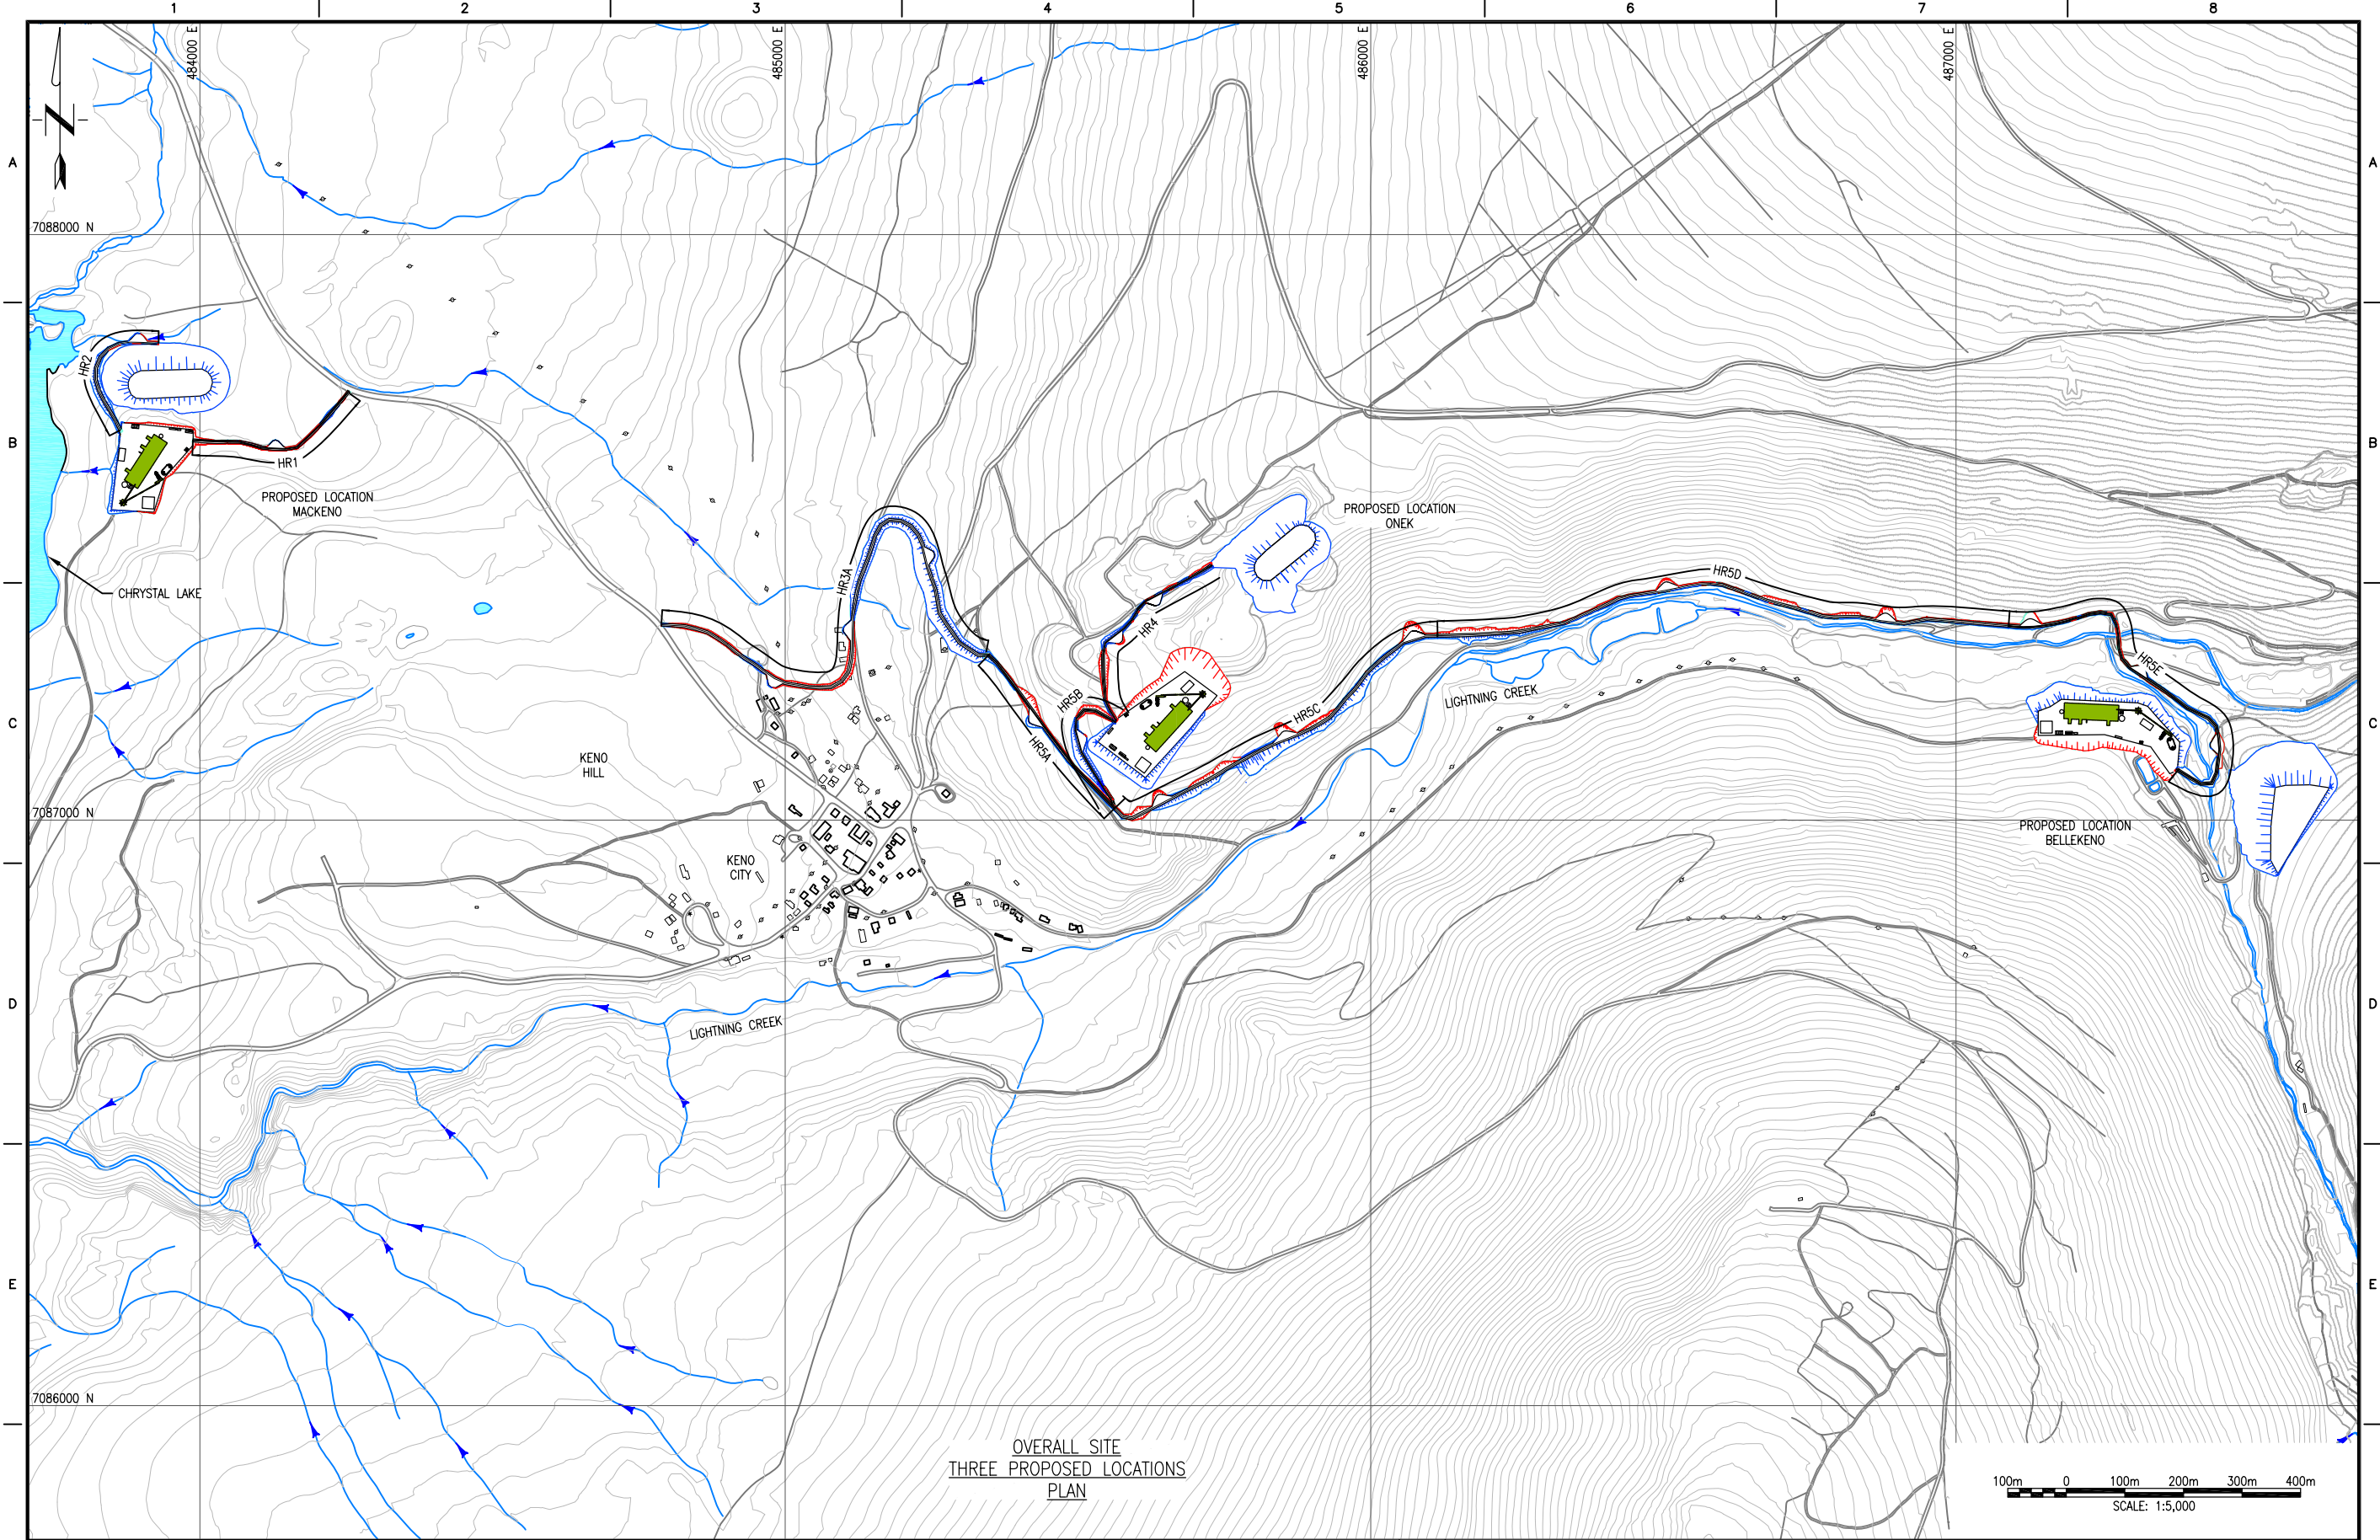 1
2
3
4
5
6
7
8
484000 E
485000 E
486000 E
487000 E
N
A
A
7088000 N
HR2
B
B
HR1
PROPOSED LOCATION
MACKENO
PROPOSED LOCATION
ONEK
CHRYSTAL LAKE
HR3A
HR5D
HR4
HR5B
HR5E
LIGHTNING CREEK
HR5C
C
C
HR5A
KENO
HILL
7087000 N
PROPOSED LOCATION
BELLEKENO
KENO
CITY
D
D
LIGHTNING CREEK
E
E
7086000 N
OVERALL SITE
THREE PROPOSED LOCATIONS
PLAN
100m 0 100m 200m 300m 400m
SCALE: 1:5,000